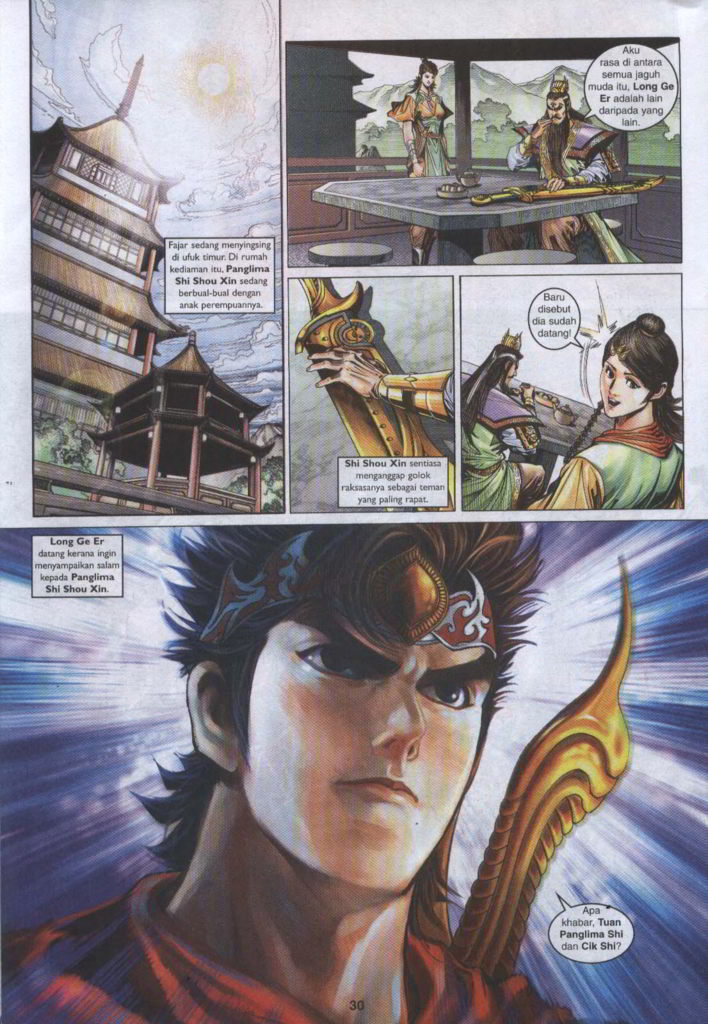 Fajar sedang menyingsing
di ufuk timur. Di rumah
kediaman itu, Panglima
Shi Shou Xin sedang
berbual-bual dengan
anak perempuannya.
Aku
rasa di antara
semua jaguh
muda itu, Long Ge
Er adalah lain
daripada yang
lain.
Shi Shou Xin sentiasa
menganggap golok
raksasanya sebagai teman
yang paling rapat.
Baru
disebut
dia sudah
datang!
Long Ge Er
datang kerana ingin
menyampaikan salam
kepada Panglima
Shi Shou Xin.
Apa
khabar, Tuan
Panglima Shi
dan Cik Shi?
30